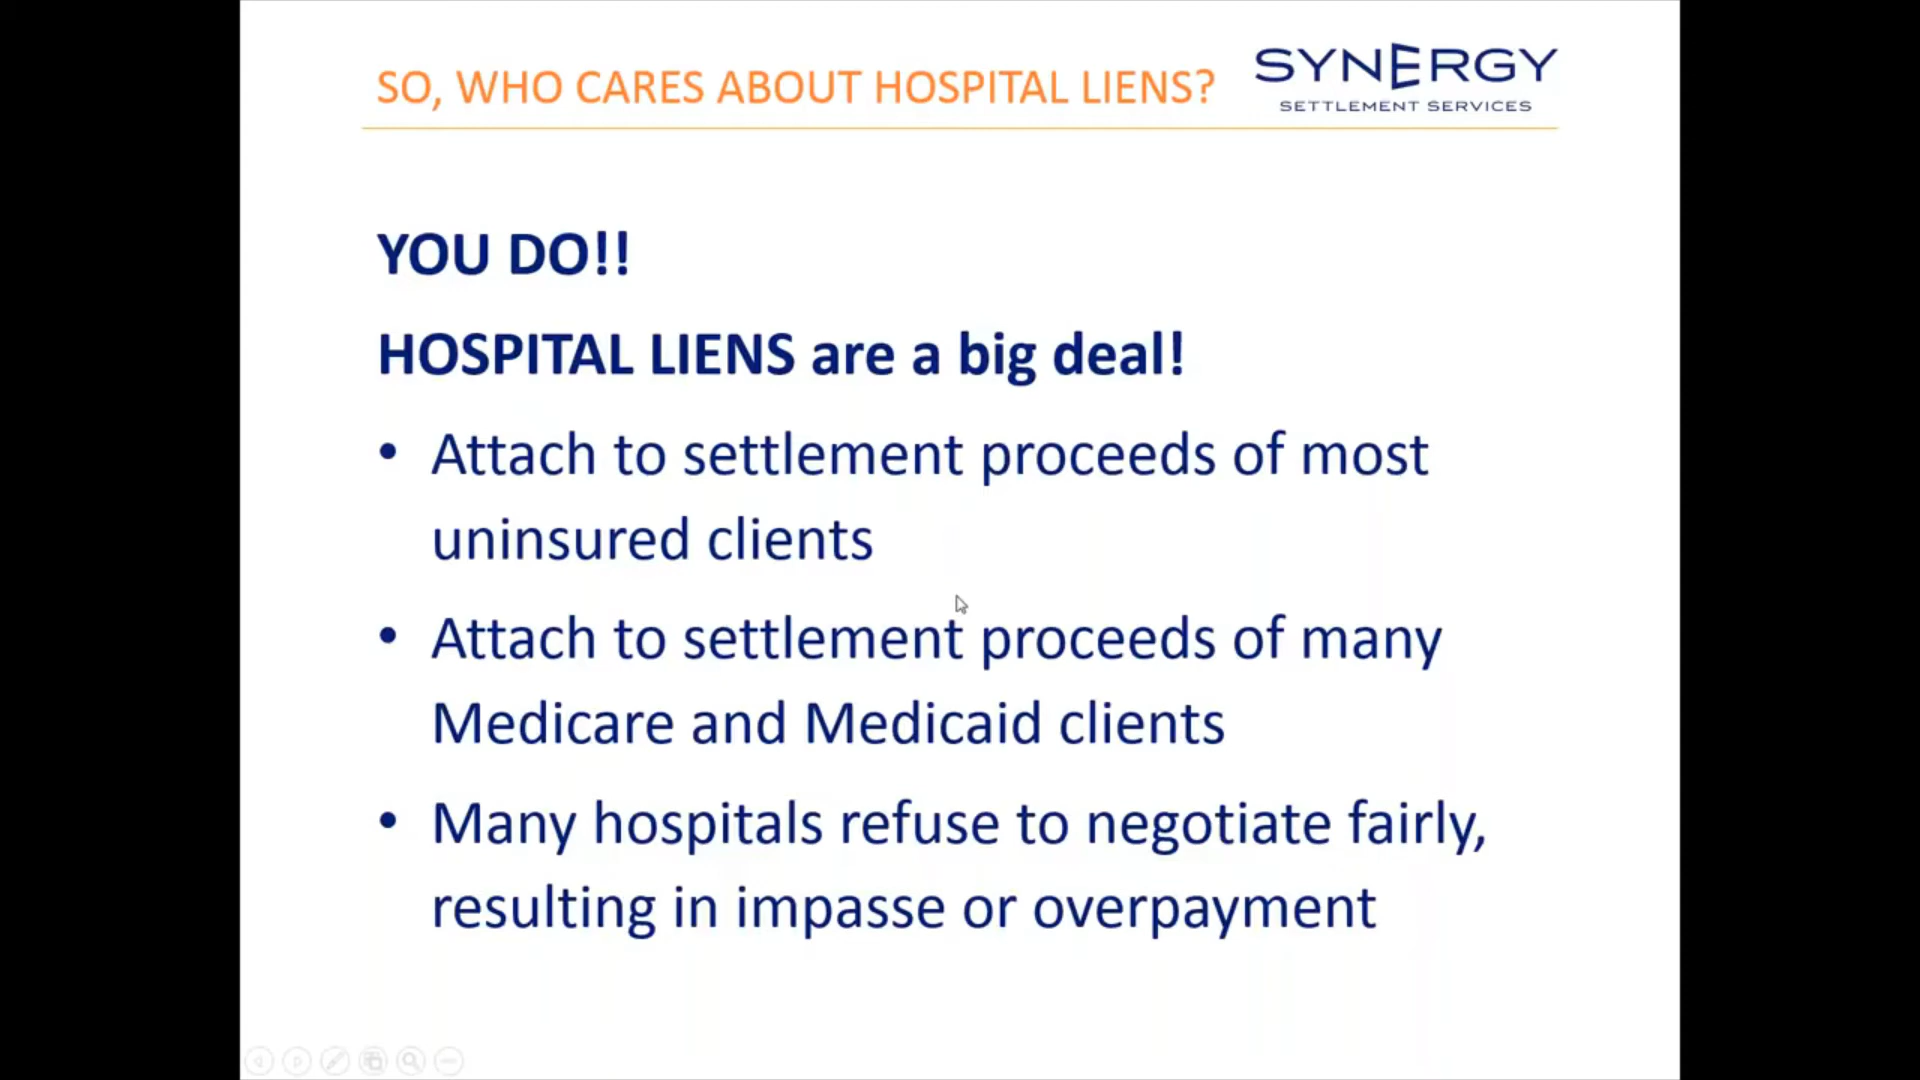 SO, WHO CARES ABOUT HOSPITAL LIENS?
SYNERGY
SETTLEMENT SERVICES
YOU DO!!
HOSPITAL LIENS are a big deal!
• Attach to settlement proceeds of most
uninsured clients
• Attach to settlement proceeds of many
Medicare and Medicaid clients
• Many hospitals refuse to negotiate fairly,
resulting in impasse or overpayment